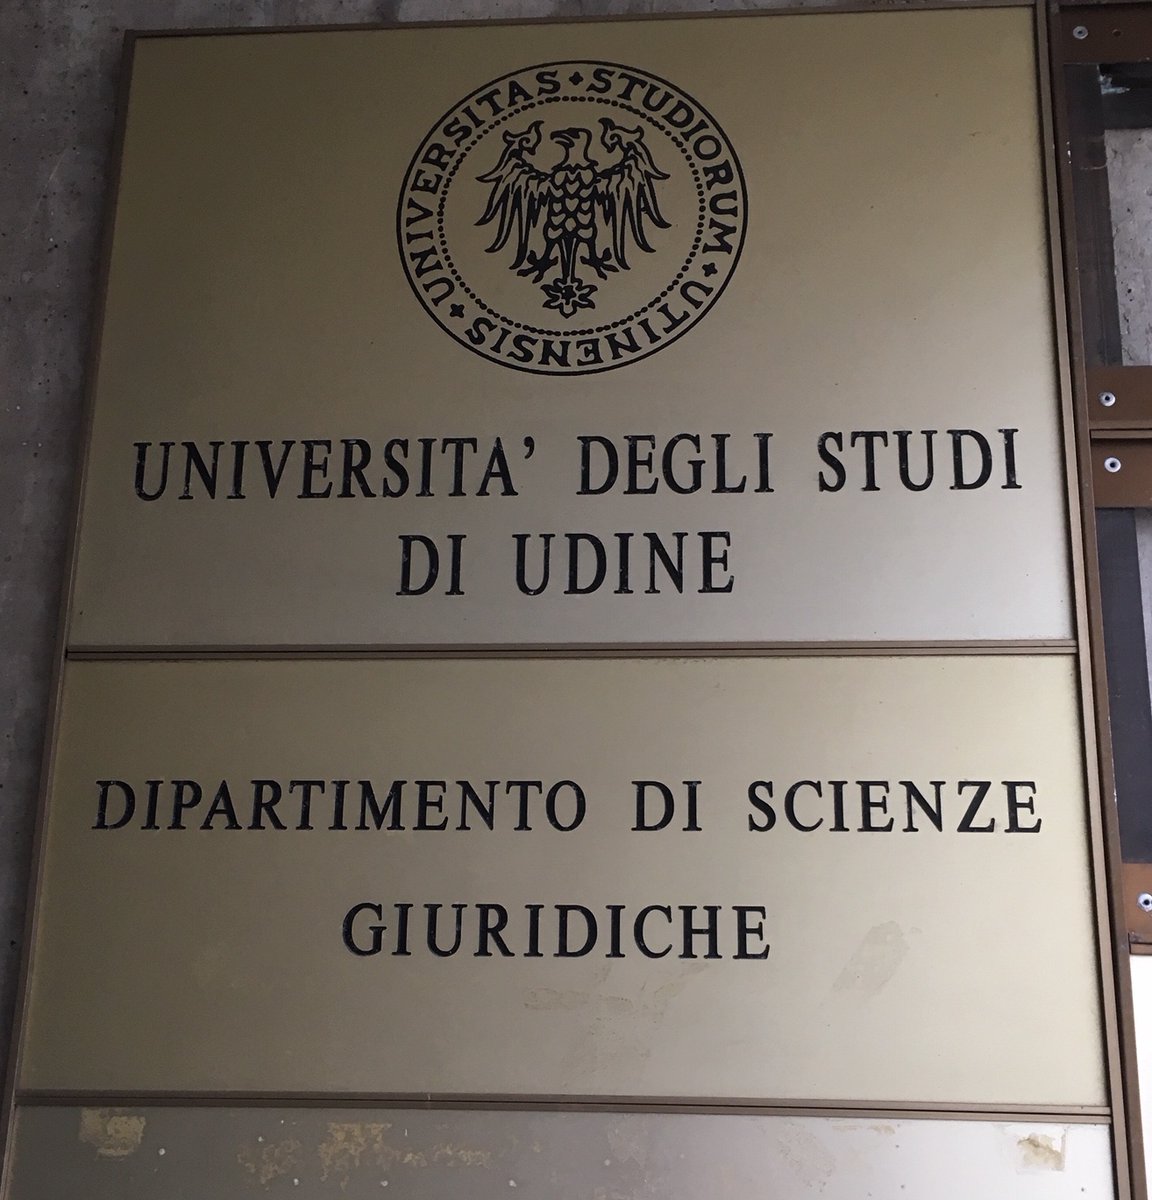 UNIVERSITAS STUDIORUM UTINENSIS
UNIVERSITA' DEGLI STUDI
DI UDINE
DIPARTIMENTO DI SCIENZE
GIURIDICHE